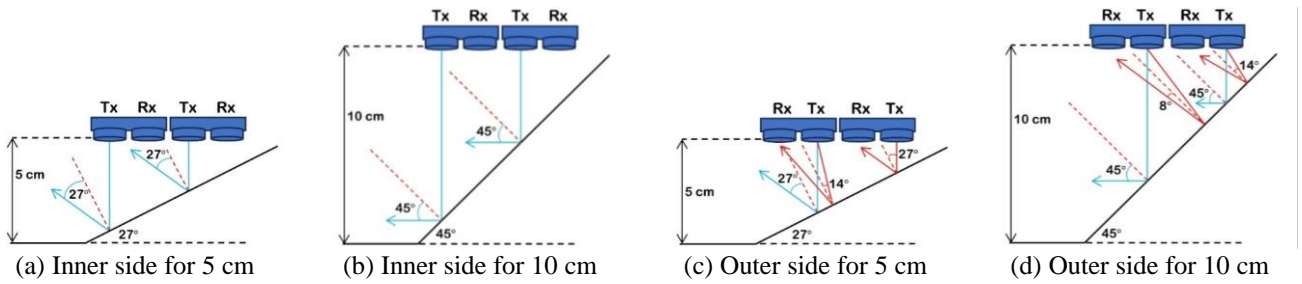 Tx Rx Tx Rx
5 cm
27°
27°
27°
(a) Inner side for 5 cm
Tx Rx Tx Rx
10 cm
45°
45°
45°
(b) Inner side for 10 cm
Rx Tx Rx Tx
5 cm
27°
27°
14°
27°
(c) Outer side for 5 cm
Rx Tx Rx Tx
10 cm
14°
45°
8°
45°
45°
(d) Outer side for 10 cm